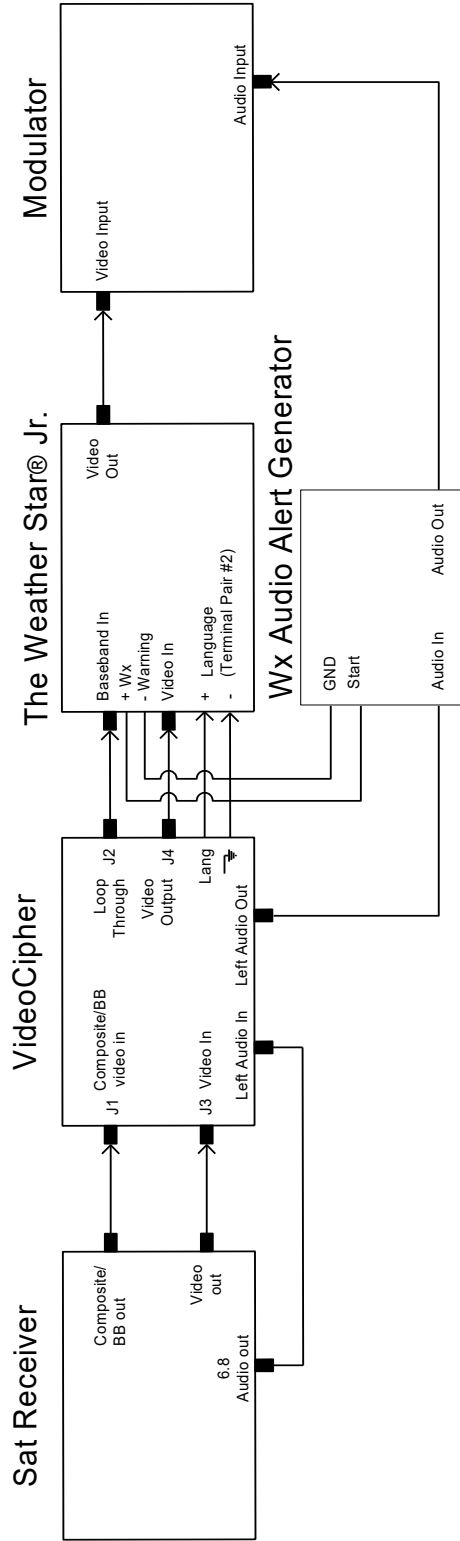 Sat Receiver
Composite/
BB out
Video
out
6.8
Audio out
VideoCipher
J1
Composite/BB
video in
J3 Video In
Left Audio In
Loop
Through
J2
Video
Output
J4
Lang
Left Audio Out
The Weather Star® Jr.
Baseband In
+ Wx
- Warning
Video In
+ Language
- (Terminal Pair #2)
Video
Out
Wx Audio Alert Generator
GND
Start
Audio In
Audio Out
Modulator
Video Input
Audio Input